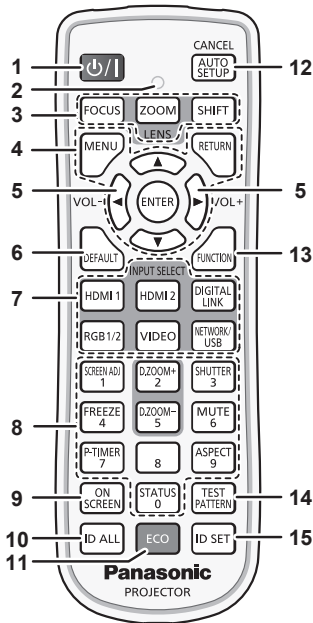 CANCEL
1 ⏻/I AUTO SETUP 12
2
3 FOCUS ZOOM SHIFT
LENS
4 MENU RETURN
5 VOL- ◀ ▲ ENTER ▼ ▶ VOL+ 5
6 DEFAULT FUNCTION 13
INPUT SELECT
7 HDMI 1 HDMI 2 DIGITAL LINK
RGB1/2 VIDEO NETWORK/USB
SCREEN ADJ 1 D.ZOOM+ 2 SHUTTER 3
8 FREEZE 4 D.ZOOM- 5 MUTE 6
P-TIMER 7 8 ASPECT 9
9 ON SCREEN STATUS 0 TEST PATTERN 14
10 ID ALL ECO ID SET 15
11
Panasonic
PROJECTOR